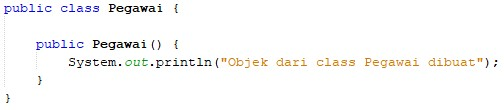 public class Pegawai {
public Pegawai() {
System.out.println("Objek dari class Pegawai dibuat");
}
}